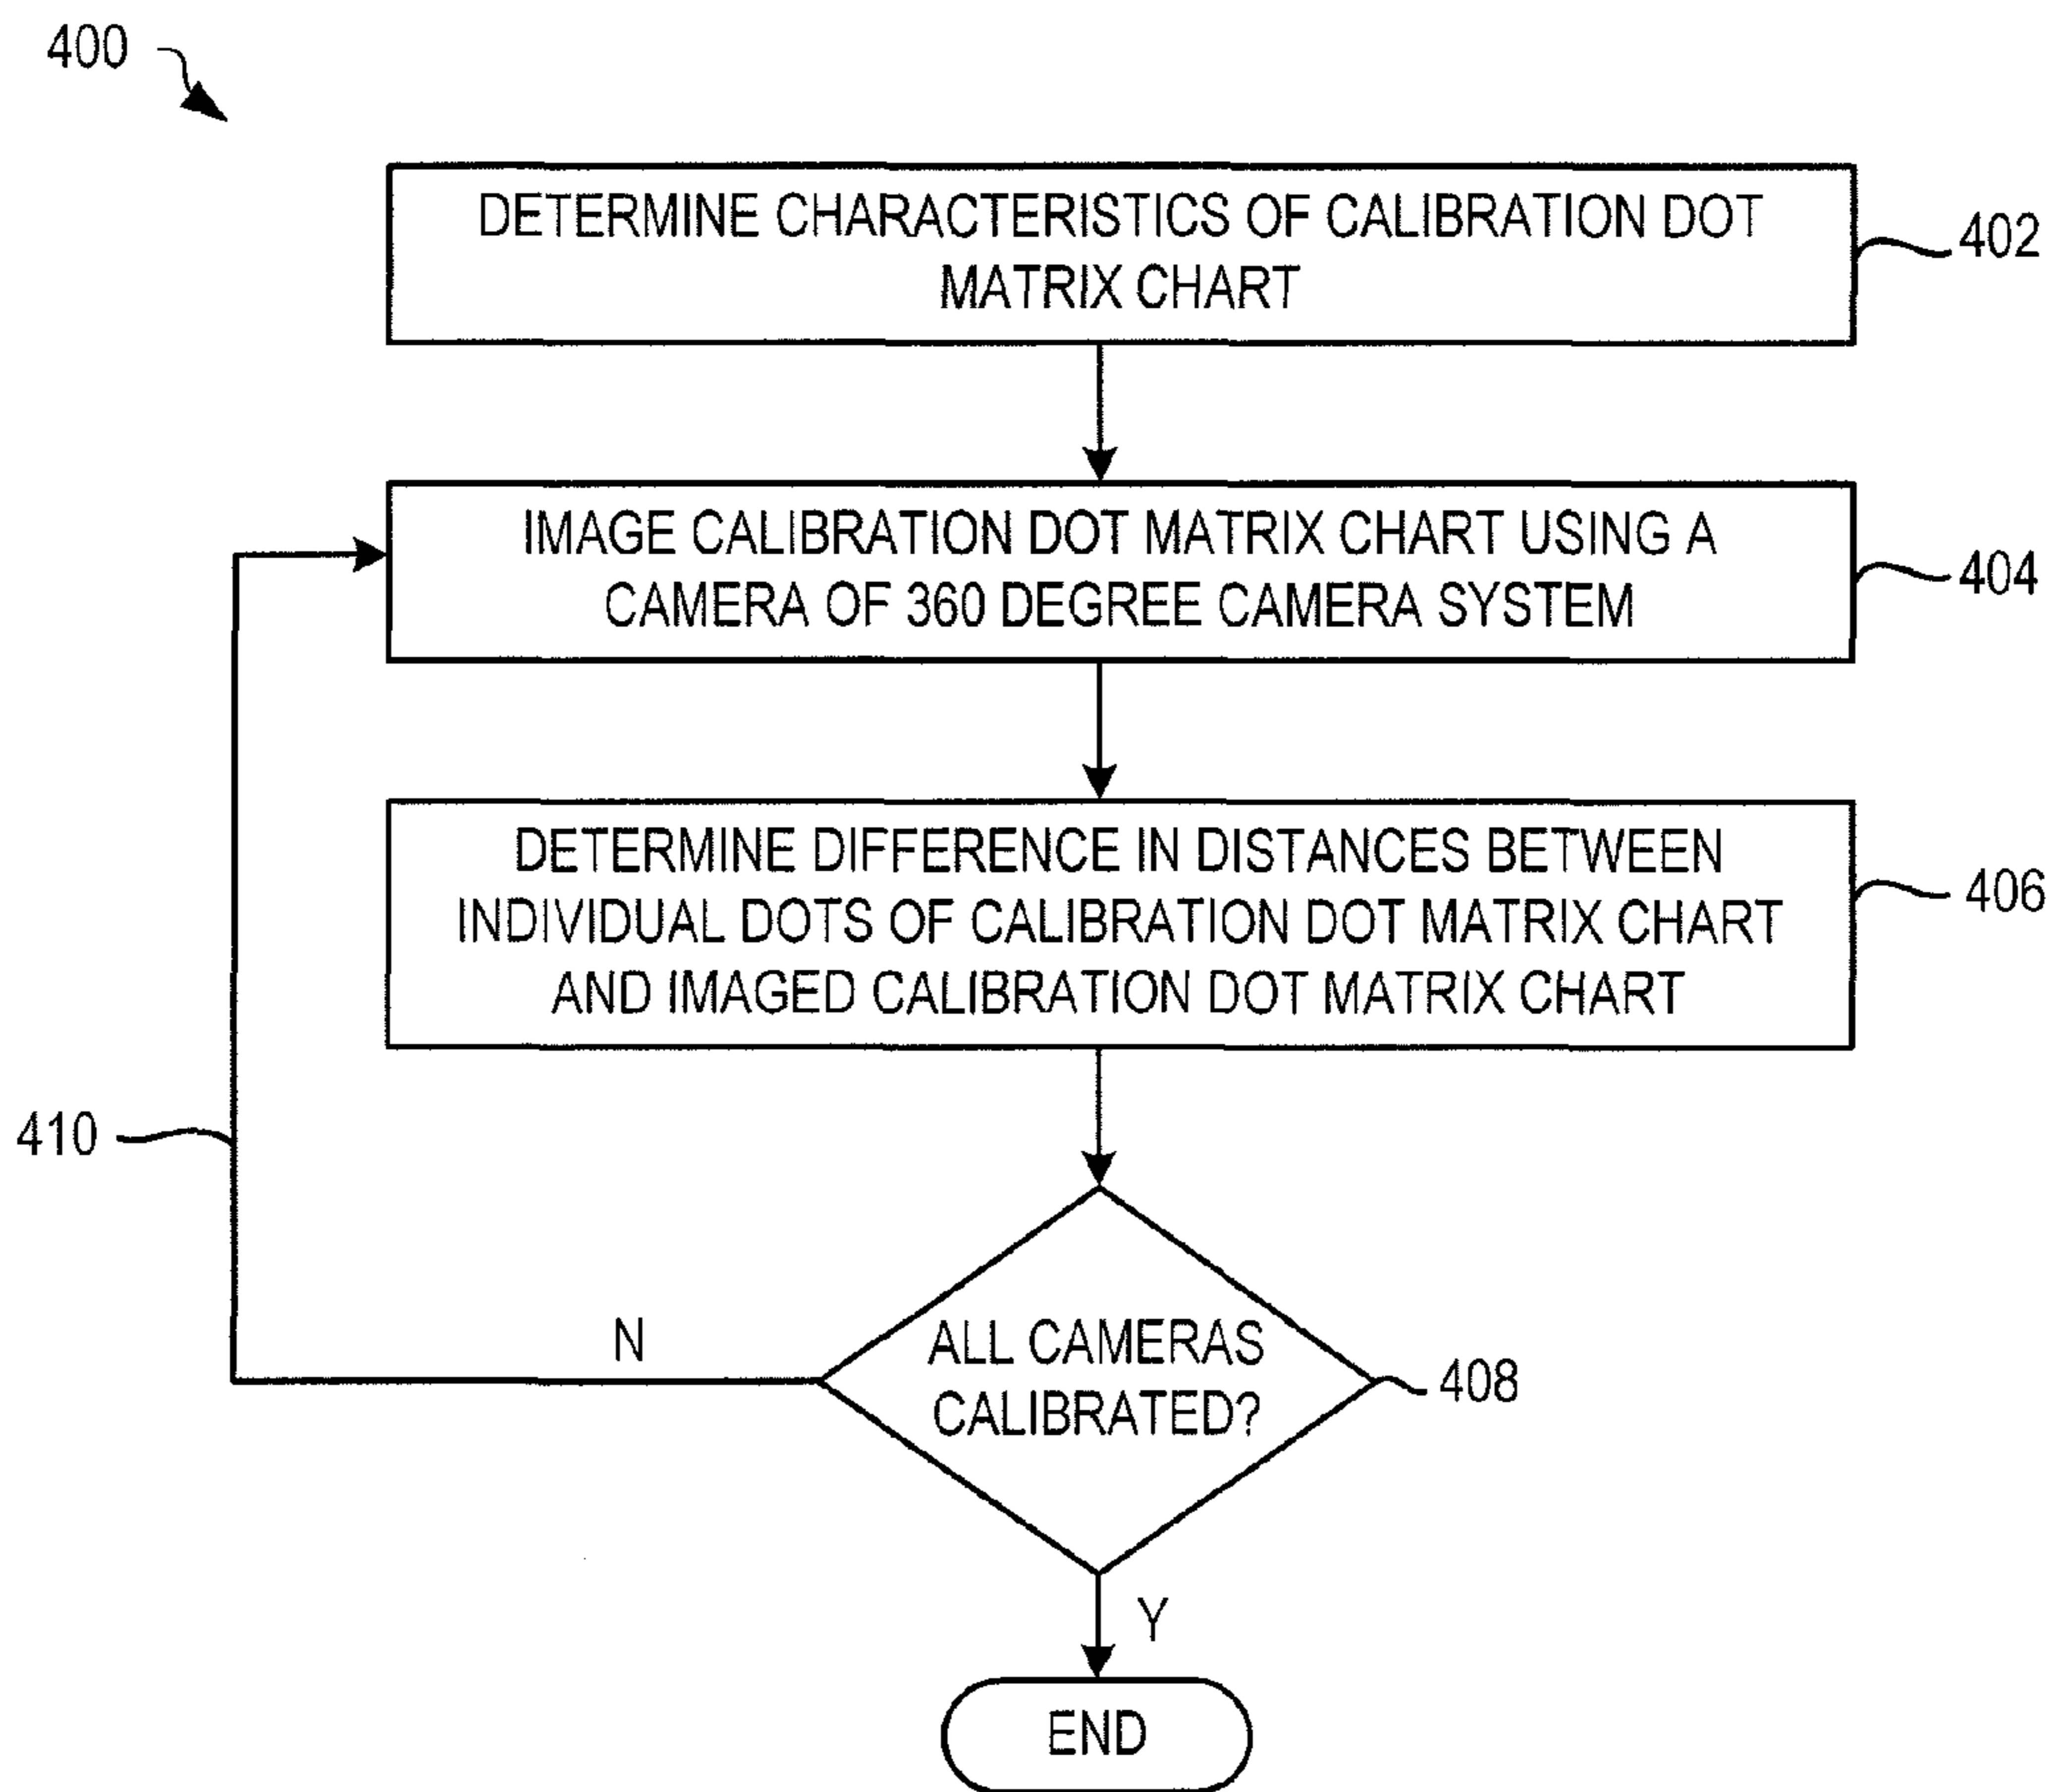 400
DETERMINE CHARACTERISTICS OF CALIBRATION DOT
MATRIX CHART
402
IMAGE CALIBRATION DOT MATRIX CHART USING A
CAMERA OF 360 DEGREE CAMERA SYSTEM
404
DETERMINE DIFFERENCE IN DISTANCES BETWEEN
INDIVIDUAL DOTS OF CALIBRATION DOT MATRIX CHART
AND IMAGED CALIBRATION DOT MATRIX CHART
406
410
N
ALL CAMERAS
CALIBRATED?
408
Y
END